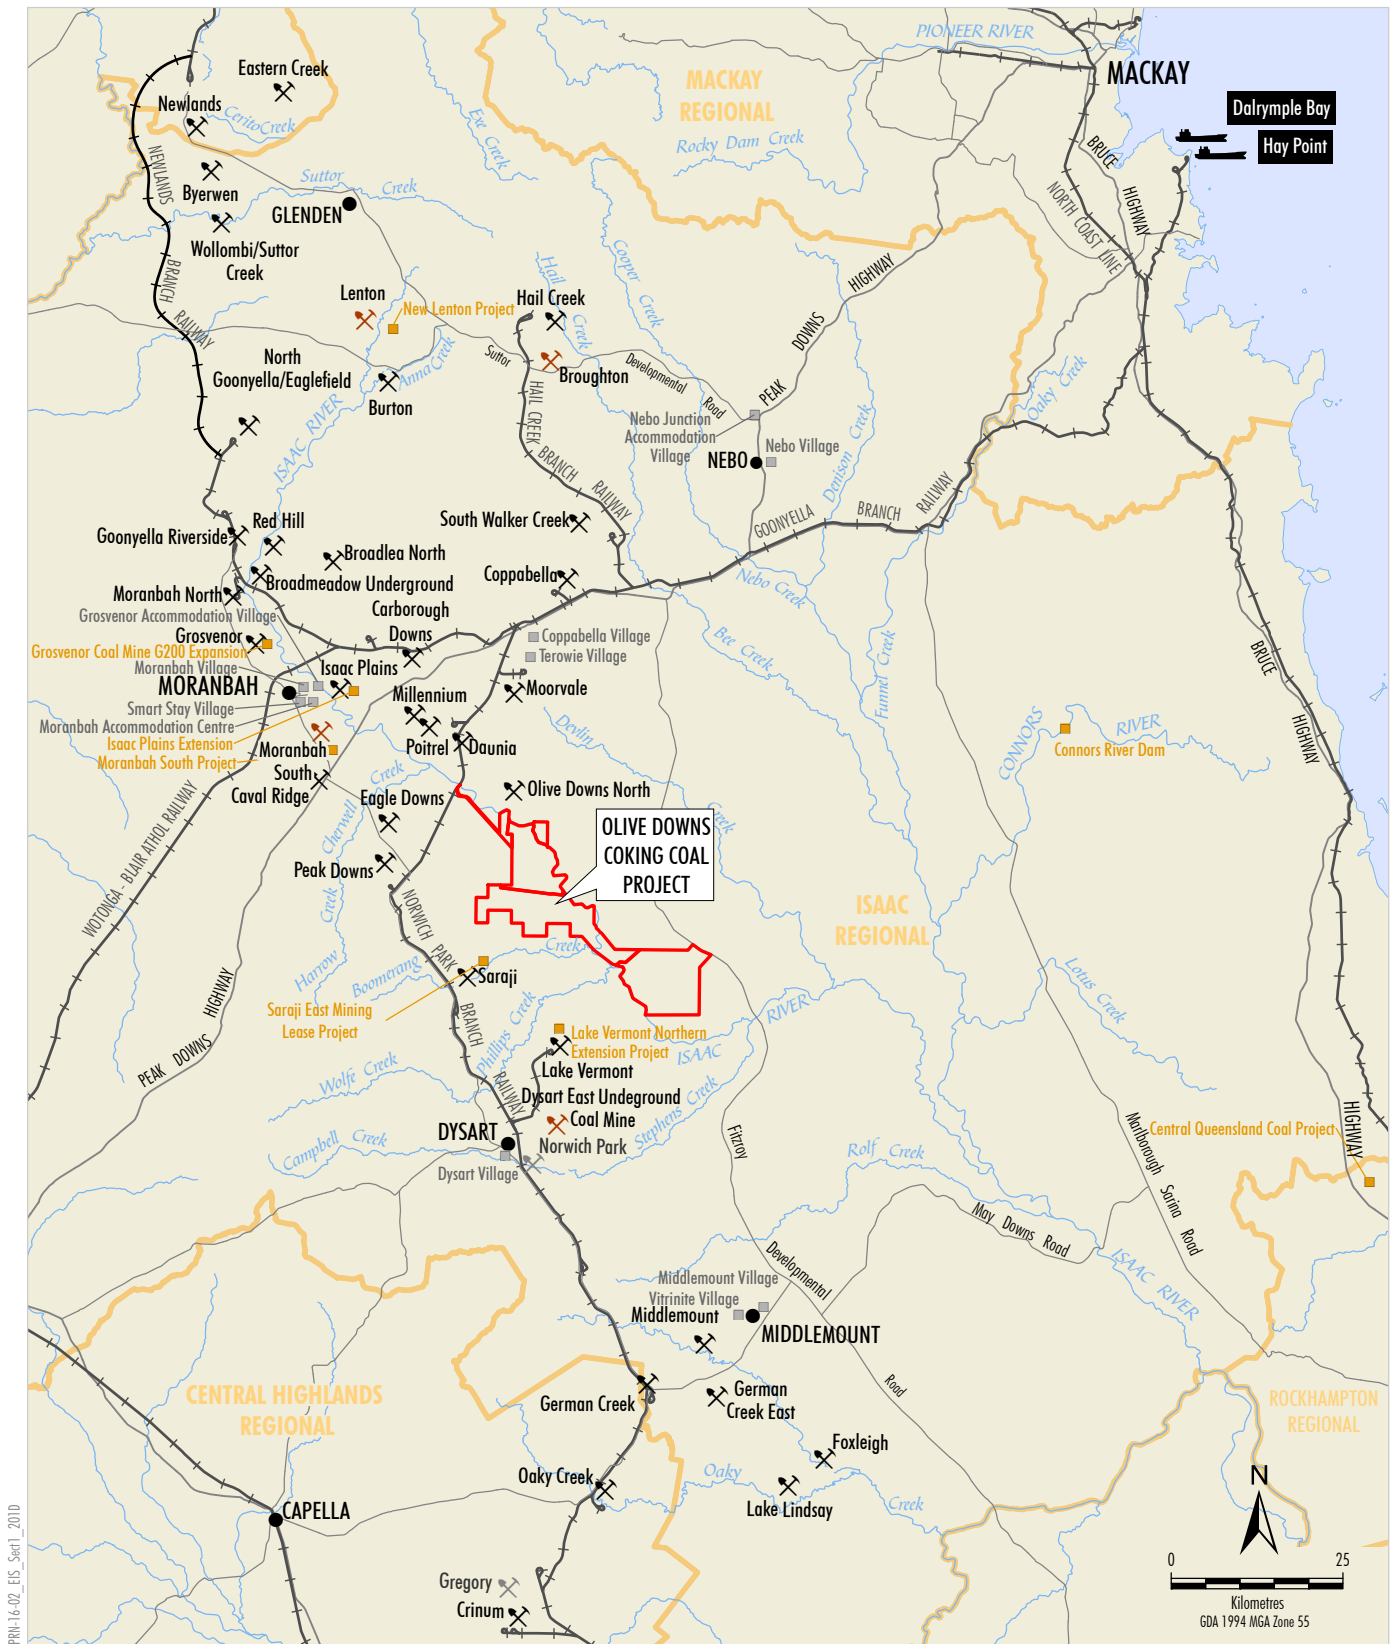 PIONEER RIVER
MACKAY
REGIONAL
MACKAY
Dalrymple Bay
Hay Point
Eastern Creek
Newlands
Cerito Creek
Exe Creek
Rocky Dam Creek
BRUCE
HIGHWAY
NORTH COAST LINE
NEWLANDS
BRANCH
RAILWAY
Byerwen
Suttor
Creek
GLENDEN
Wollombi/Suttor
Creek
Cooper Creek
Hail
Creek
HIGHWAY
DOWNS
PEAK
Lenton
New Lenton Project
Hail Creek
Suttor
Developmental
Road
Broughton
North
Goonyella/Eaglefield
Anna Creek
Burton
HAIL CREEK
BRANCH
RAILWAY
Nebo Junction
Accommodation
Village
Nebo Village
NEBO
Denison Creek
Oaky Creek
ISAAC RIVER
GOONYELLA
BRANCH
RAILWAY
South Walker Creek
Goonyella Riverside
Red Hill
Broadlea North
Broadmeadow Underground
Coppabella
Nebo Creek
Moranbah North
Grosvenor Accommodation Village
Carborough
Downs
Grosvenor
Grosvenor Coal Mine G200 Expansion
Moranbah Village
MORANBAH
Isaac Plains
Coppabella Village
Terowie Village
Bee Creek
Funnel Creek
BRUCE
HIGHWAY
Smart Stay Village
Moranbah Accommodation Centre
Isaac Plains Extension
Moranbah South Project
Millennium
Moorvale
Poitrel
Daunia
Devlin
Creek
CONNORS
RIVER
Connors River Dam
Moranbah
South
Caval Ridge
Creek
Cherwell
Eagle Downs
Olive Downs North
OLIVE DOWNS
COKING COAL
PROJECT
WOTONGA - BLAIR ATHOL RAILWAY
Peak Downs
NORWICH PARK
BRANCH
RAILWAY
ISAAC
REGIONAL
Harrow
Creek
Boomerang
Creek
Saraji
Saraji East Mining
Lease Project
Lotus Creek
PEAK DOWNS HIGHWAY
Phillips Creek
Lake Vermont Northern
Extension Project
Lake Vermont
ISAAC
RIVER
Wolfe Creek
Dysart East Undeground
Coal Mine
Stephens Creek
DYSART
Norwich Park
Campbell Creek
Dysart Village
Fitzroy
Developmental
Road
Rolf Creek
Marlborough Sarina Road
Central Queensland Coal Project
HIGHWAY
May Downs Road
ISAAC RIVER
Middlemount Village
Vitrinite Village
Middlemount
MIDDLEMOUNT
CENTRAL HIGHLANDS
REGIONAL
German Creek
German
Creek East
ROCKHAMPTON
REGIONAL
Foxleigh
Oaky Creek
Oaky
Creek
Lake Lindsay
CAPELLA
Gregory
Crinum
N
0
25
Kilometres
GDA 1994 MGA Zone 55
PRN-16-02_EIS_Sect1_201D